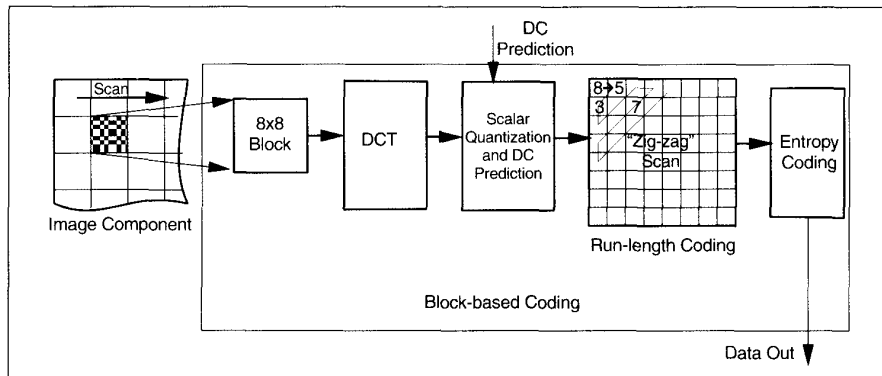 DC
Prediction
Scan
8x8
Block
DCT
Scalar
Quantization
and DC
Prediction
8 5
3 7
"Zig-zag"
Scan
Entropy
Coding
Image Component
Run-length Coding
Block-based Coding
Data Out